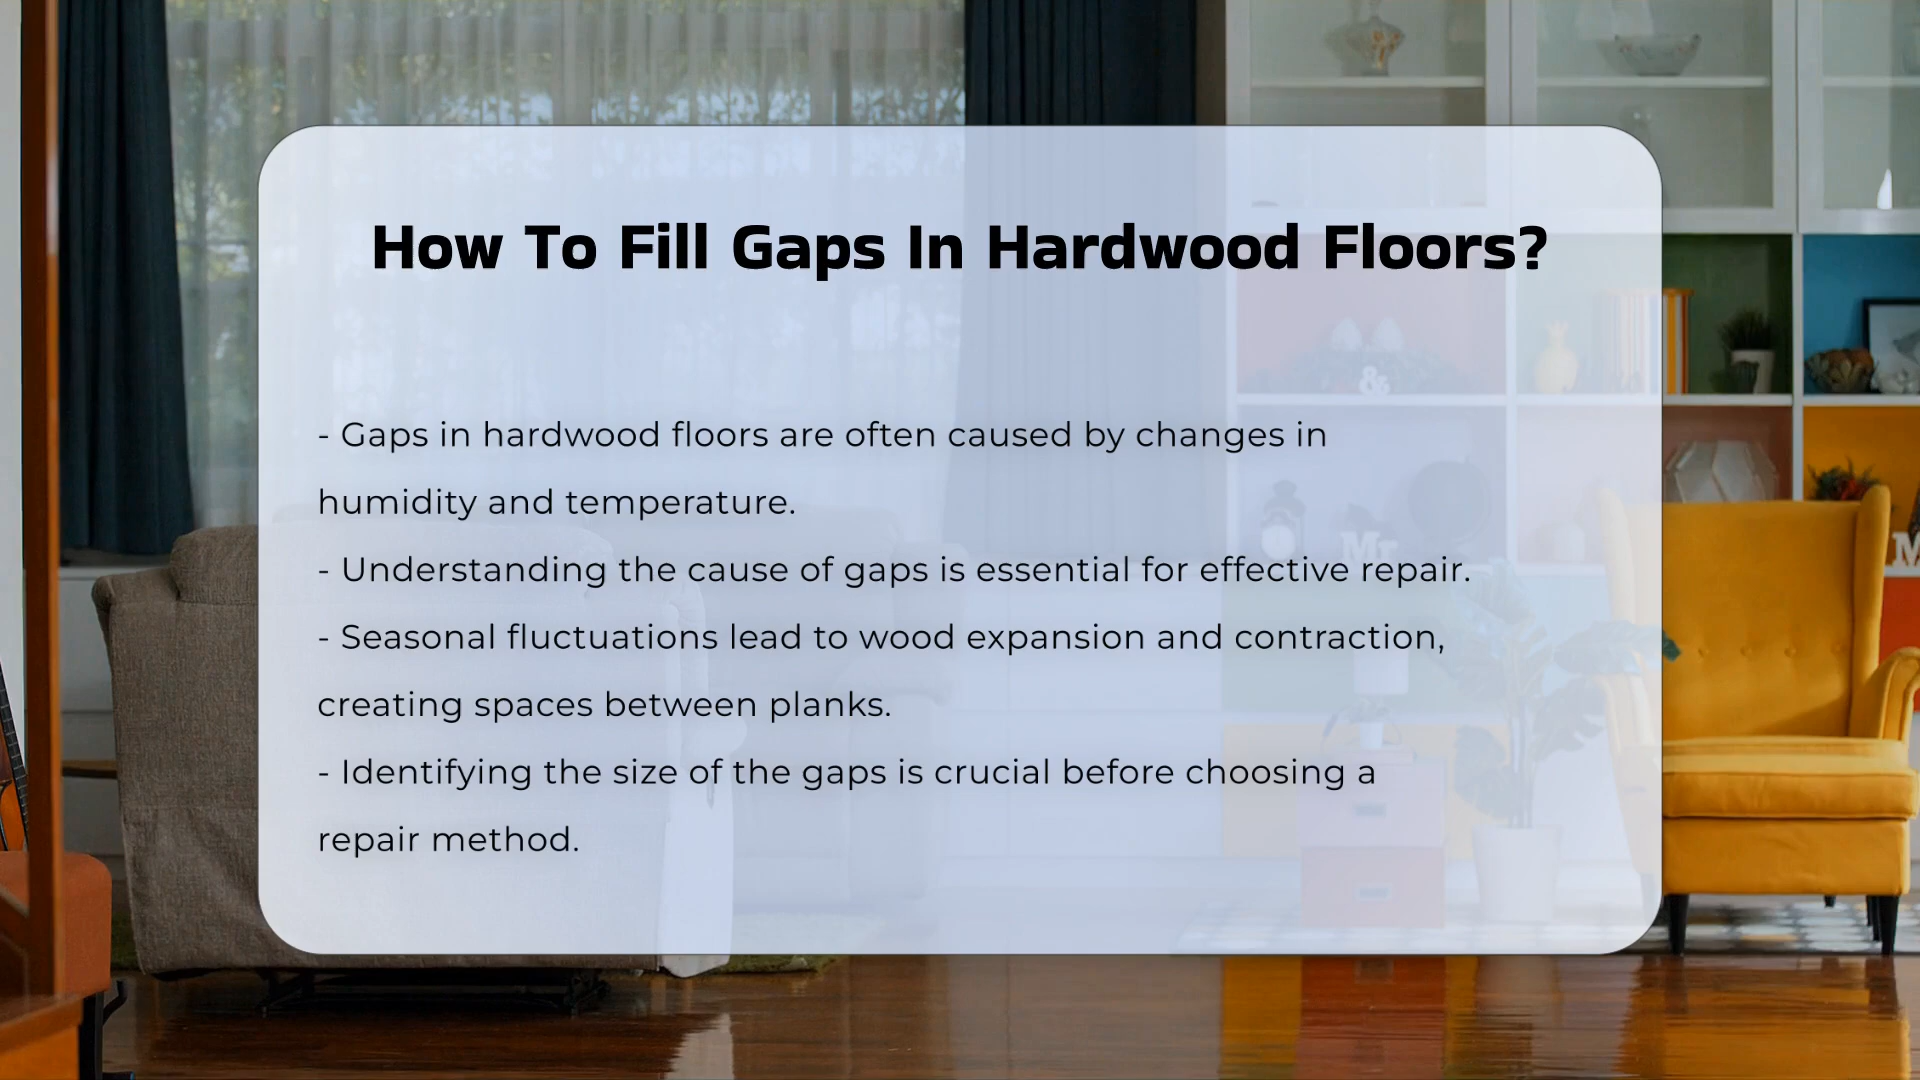 How To Fill Gaps In Hardwood Floors?
- Gaps in hardwood floors are often caused by changes in
humidity and temperature.
- Understanding the cause of gaps is essential for effective repair.
- Seasonal fluctuations lead to wood expansion and contraction,
creating spaces between planks.
- Identifying the size of the gaps is crucial before choosing a
repair method.
&
Mr
M